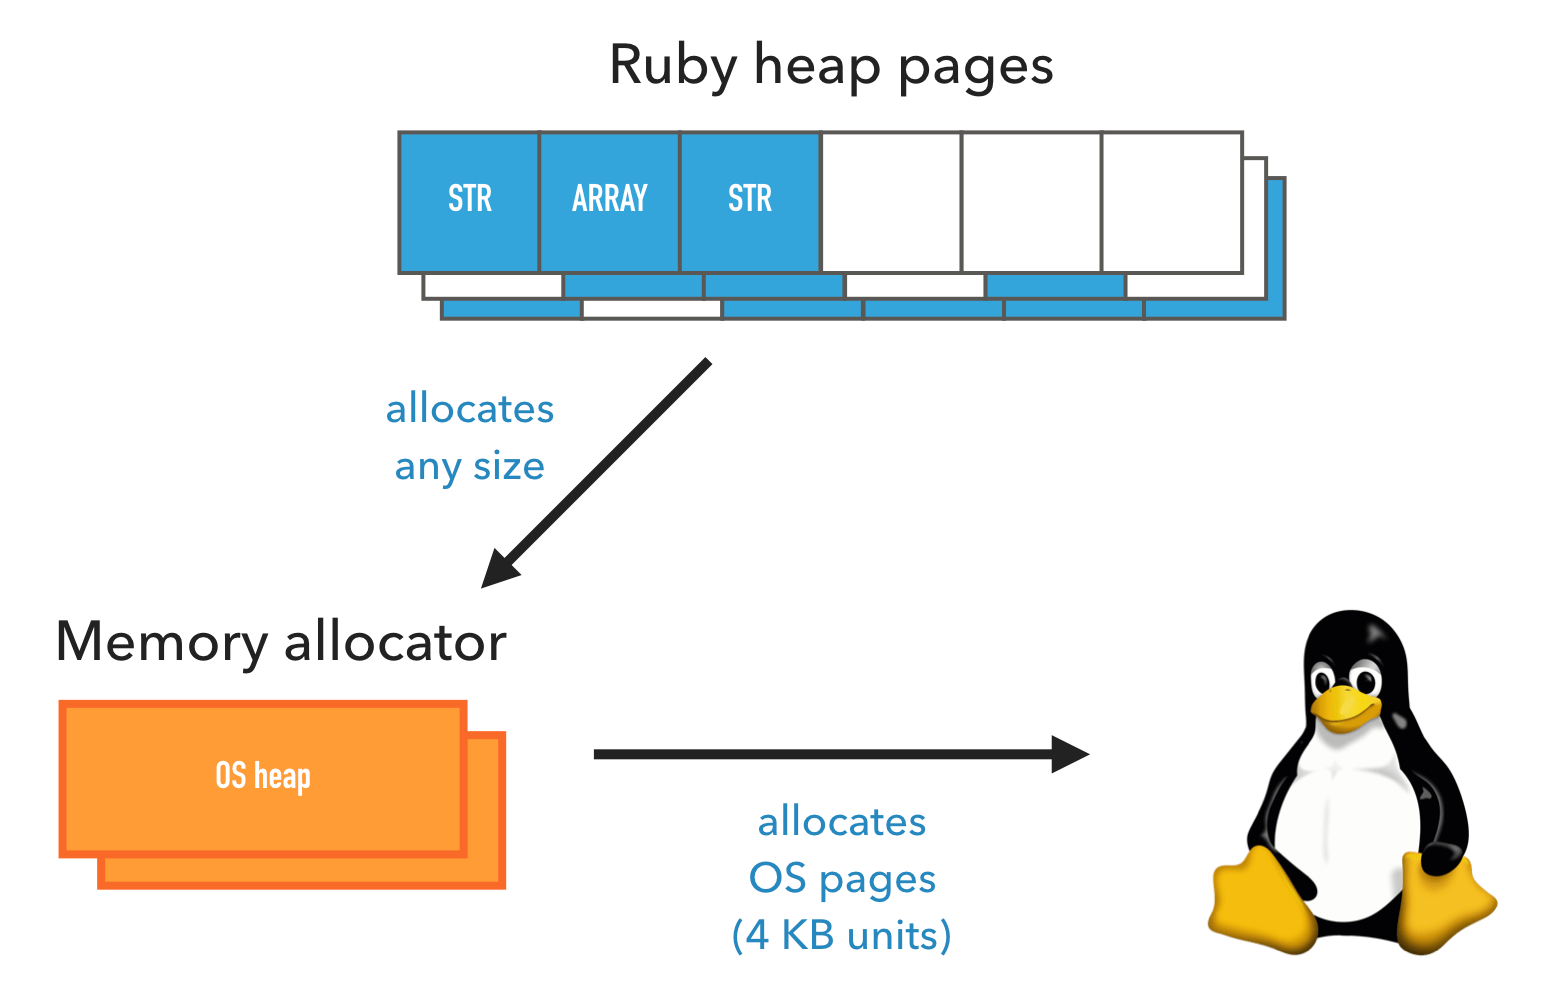 Ruby heap pages
STR
ARRAY
STR
allocates
any size
Memory allocator
OS heap
allocates
OS pages
(4 KB units)